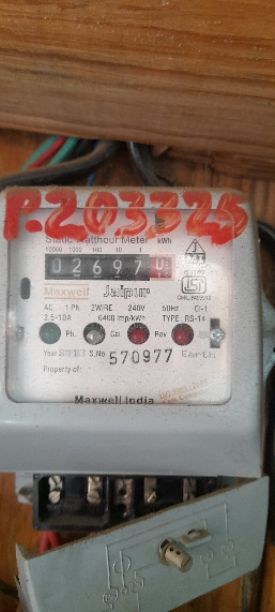 P.203325
Static Watthour Meter kWh
10000 1000 100 10 1
0 2 6 9 7
Maxwell Jaipur
AC 1 Ph 2WIRE 240V 50Hz Cl-1
2.5-10A 6400 imp/kWh TYPE RS-14
Ph. Cal. Rev. Earth
Year S.No 570977
Property of:
Maxwell India